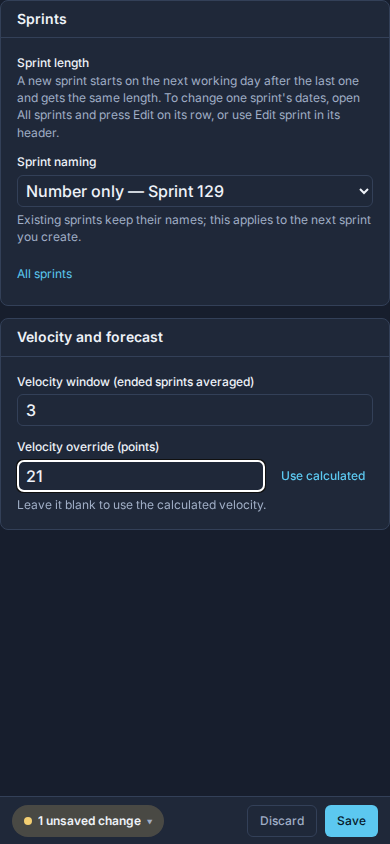 Sprints
Sprint length
A new sprint starts on the next working day after the last one
and gets the same length. To change one sprint's dates, open
All sprints and press Edit on its row, or use Edit sprint in its
header.
Sprint naming
Number only — Sprint 129
Existing sprints keep their names; this applies to the next sprint
you create.
All sprints
Velocity and forecast
Velocity window (ended sprints averaged)
3
Velocity override (points)
21
Use calculated
Leave it blank to use the calculated velocity.
1 unsaved change
Discard
Save